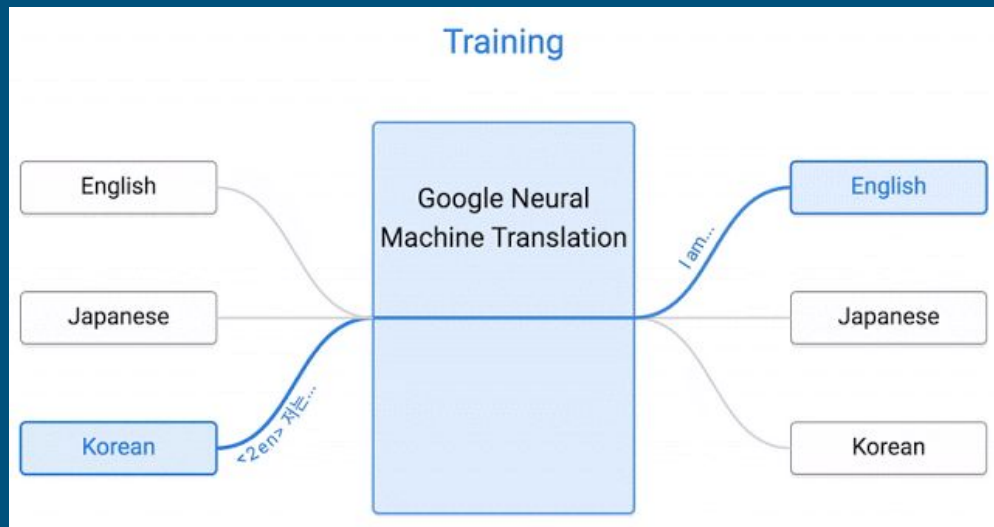 Training
English
Japanese
Korean
<2en> 저는...
Google Neural
Machine Translation
I am...
English
Japanese
Korean